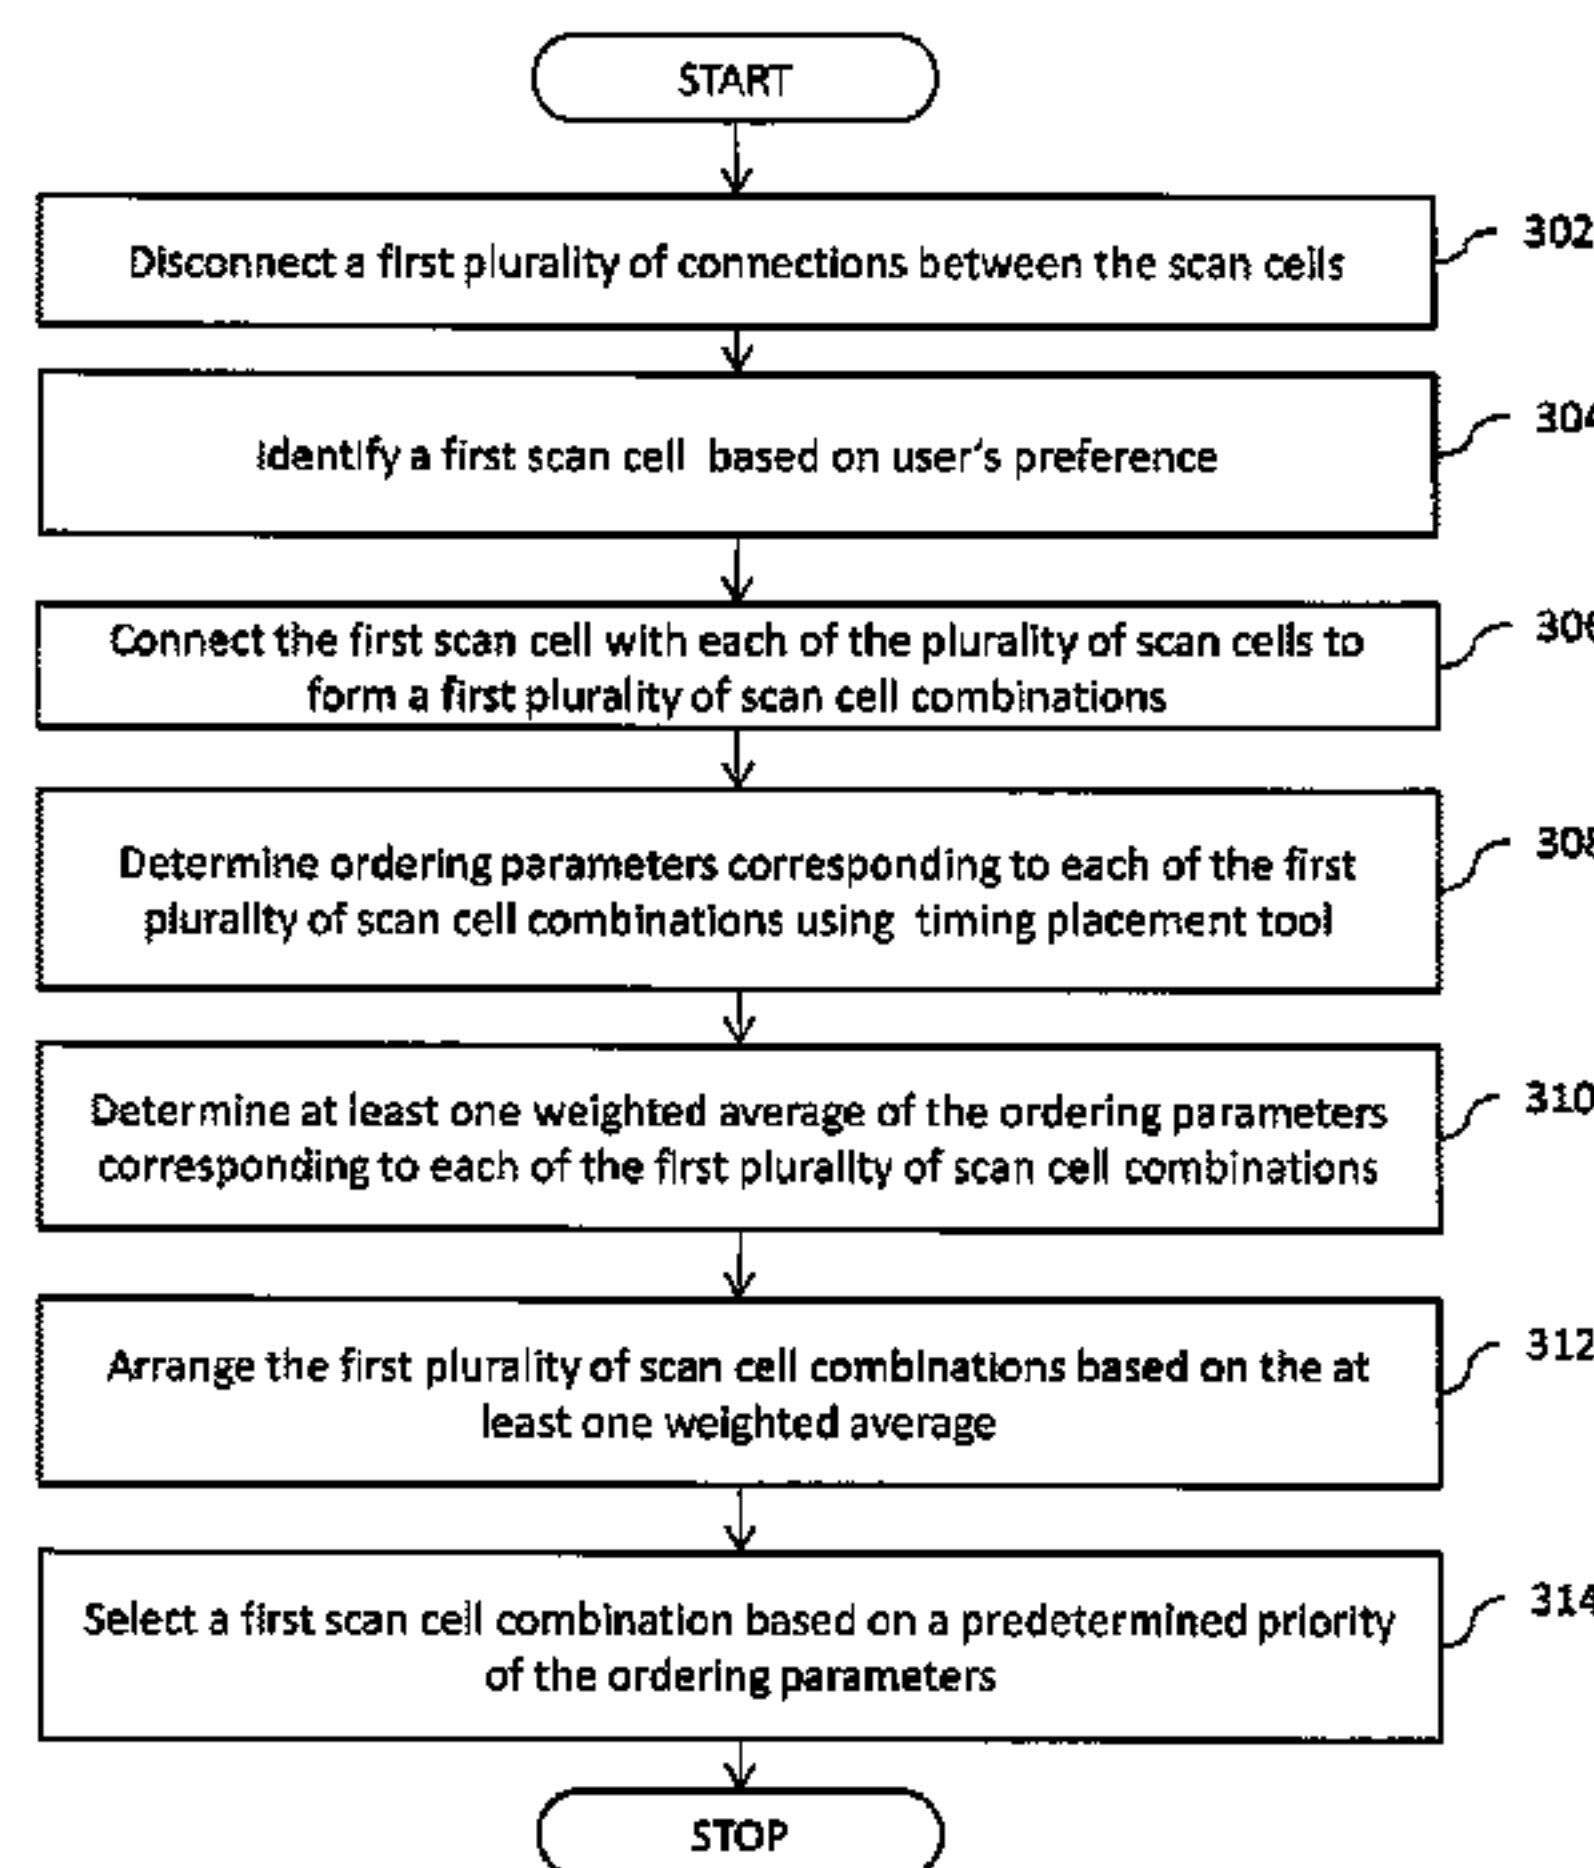 START
Disconnect a first plurality of connections between the scan cells
302
Identify a first scan cell based on user's preference
304
Connect the first scan cell with each of the plurality of scan cells to
form a first plurality of scan cell combinations
306
Determine ordering parameters corresponding to each of the first
plurality of scan cell combinations using timing placement tool
308
Determine at least one weighted average of the ordering parameters
corresponding to each of the first plurality of scan cell combinations
310
Arrange the first plurality of scan cell combinations based on the at
least one weighted average
312
Select a first scan cell combination based on a predetermined priority
of the ordering parameters
314
STOP